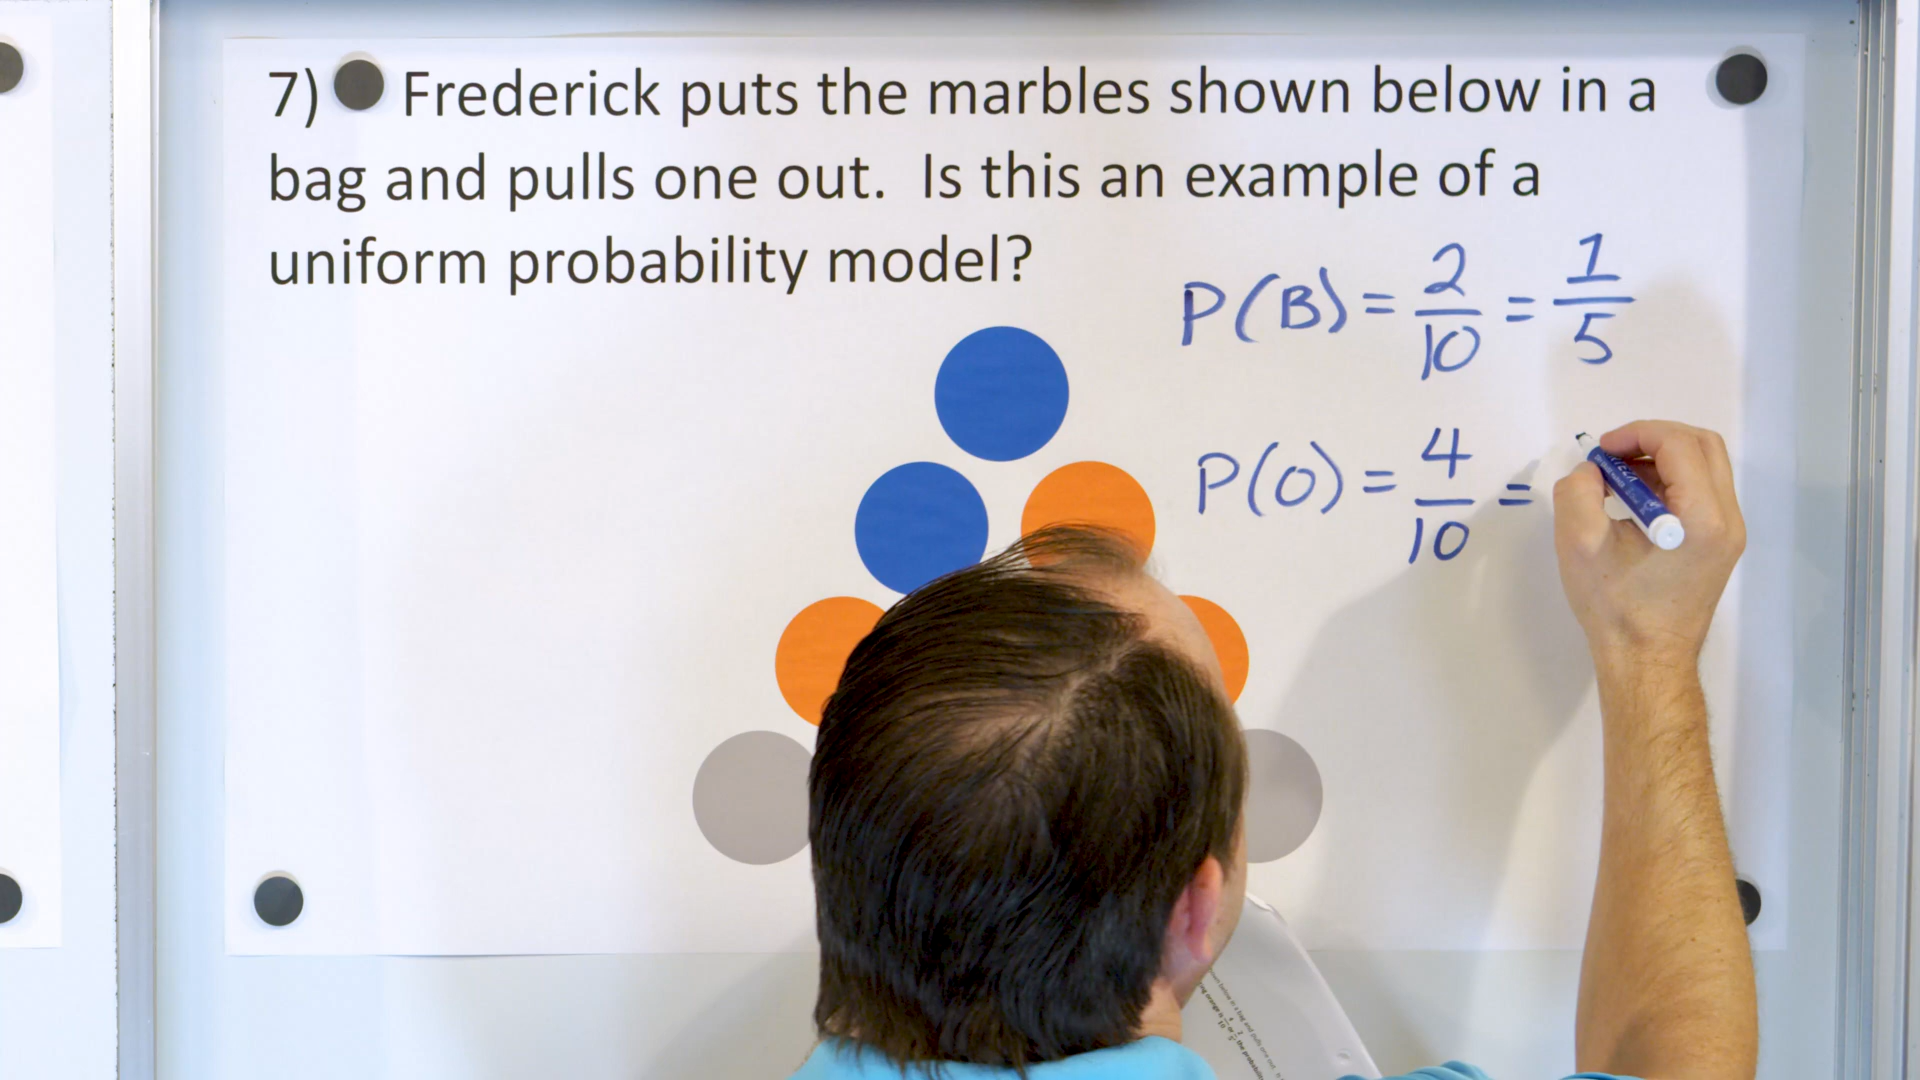 7) Frederick puts the marbles shown below in a
bag and pulls one out. Is this an example of a
uniform probability model?
P(B) = 2/10 = 1/5
P(O) = 4/10 =